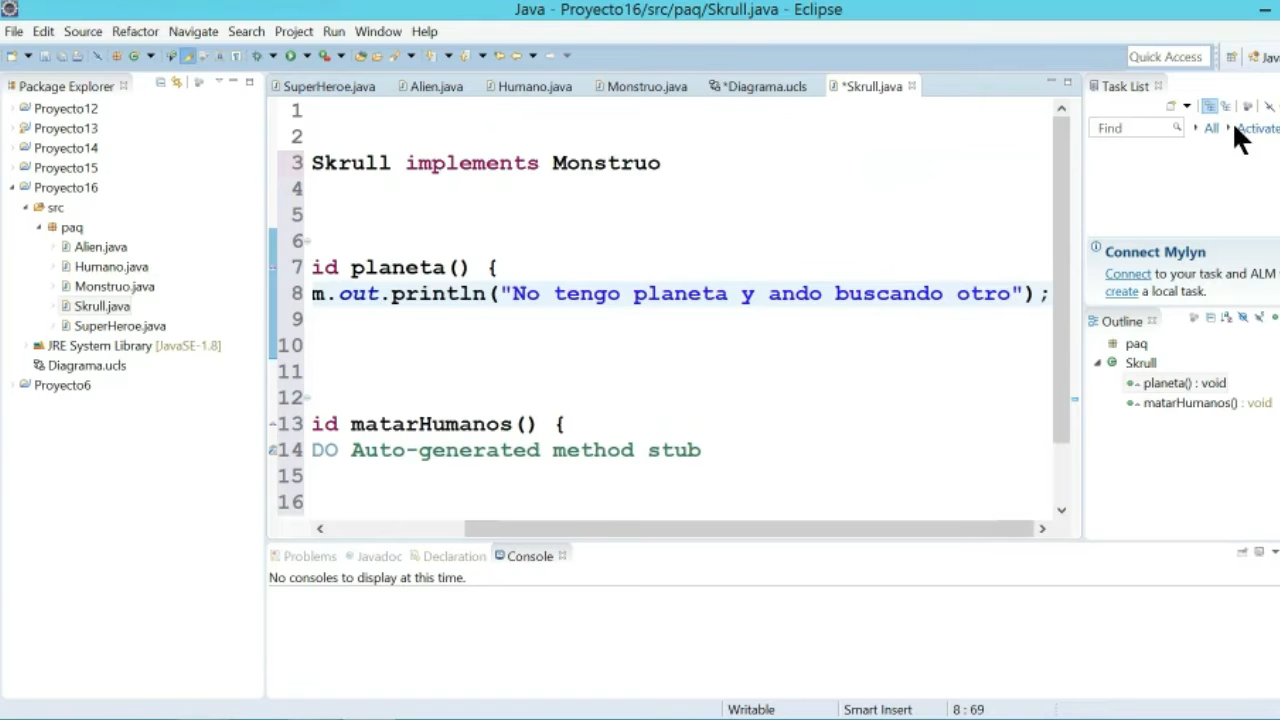 Java - Proyecto16/src/paq/Skrull.java - Eclipse
File Edit Source Refactor Navigate Search Project Run Window Help
Quick Access
Java
Package Explorer
SuperHeroe.java Alien.java Humano.java Monstruo.java *Diagrama.ucls *Skrull.java
Task List
Proyecto12
Proyecto13
Proyecto14
Proyecto15
Proyecto16
src
paq
Alien.java
Humano.java
Monstruo.java
Skrull.java
SuperHeroe.java
JRE System Library [JavaSE-1.8]
Diagrama.ucls
Proyecto6
1
2
3 Skrull implements Monstruo
4
5
6
7 id planeta() {
8 m.out.println("No tengo planeta y ando buscando otro");
9
10
11
12
13 id matarHumanos() {
14 DO Auto-generated method stub
15
16
Find All Activate
Connect Mylyn
Connect to your task and ALM
create a local task.
Outline
paq
Skrull
planeta() : void
matarHumanos() : void
Problems Javadoc Declaration Console
No consoles to display at this time.
Writable Smart Insert 8 : 69